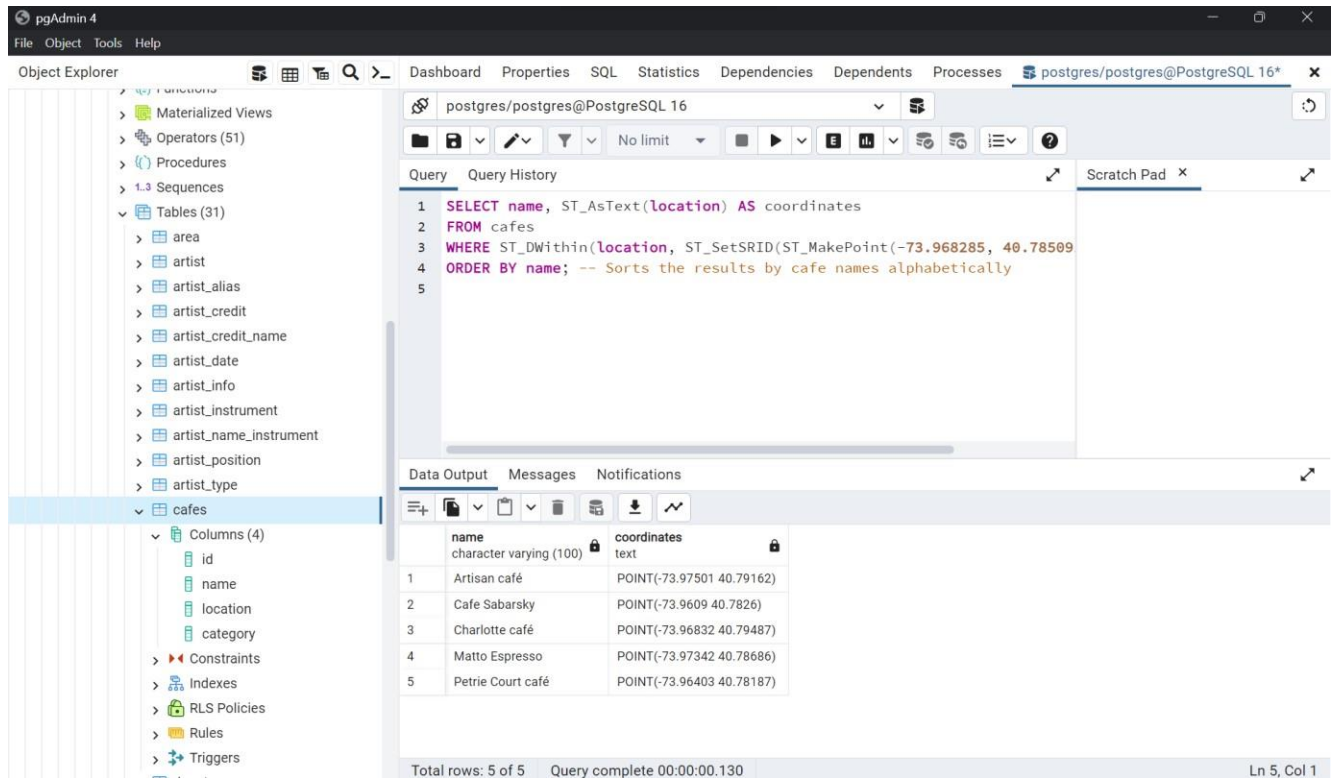 pgAdmin 4
File Object Tools Help
Object Explorer
Functions
Materialized Views
Operators (51)
Procedures
1..3 Sequences
Tables (31)
area
artist
artist_alias
artist_credit
artist_credit_name
artist_date
artist_info
artist_instrument
artist_name_instrument
artist_position
artist_type
cafes
Columns (4)
id
name
location
category
Constraints
Indexes
RLS Policies
Rules
Triggers
Dashboard Properties SQL Statistics Dependencies Dependents Processes postgres/postgres@PostgreSQL 16*
postgres/postgres@PostgreSQL 16
No limit
E
Query Query History
Scratch Pad
1 SELECT name, ST_AsText(location) AS coordinates
2 FROM cafes
3 WHERE ST_DWithin(location, ST_SetSRID(ST_MakePoint(-73.968285, 40.78509
4 ORDER BY name; -- Sorts the results by cafe names alphabetically
5
Data Output Messages Notifications
name coordinates
character varying (100) text
1 Artisan café POINT(-73.97501 40.79162)
2 Cafe Sabarsky POINT(-73.9609 40.7826)
3 Charlotte café POINT(-73.96832 40.79487)
4 Matto Espresso POINT(-73.97342 40.78686)
5 Petrie Court café POINT(-73.96403 40.78187)
Total rows: 5 of 5 Query complete 00:00:00.130 Ln 5, Col 1